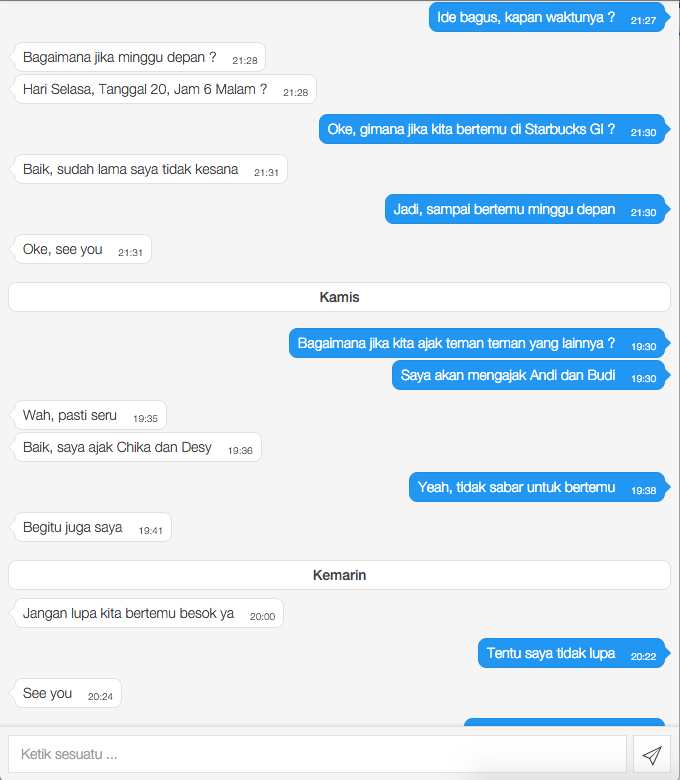 Ide bagus, kapan waktunya ? 21:27
Bagaimana jika minggu depan ? 21:28
Hari Selasa, Tanggal 20, Jam 6 Malam ? 21:28
Oke, gimana jika kita bertemu di Starbucks GI ? 21:30
Baik, sudah lama saya tidak kesana 21:31
Jadi, sampai bertemu minggu depan 21:30
Oke, see you 21:31
Kamis
Bagaimana jika kita ajak teman teman yang lainnya ? 19:30
Saya akan mengajak Andi dan Budi 19:30
Wah, pasti seru 19:35
Baik, saya ajak Chika dan Desy 19:36
Yeah, tidak sabar untuk bertemu 19:38
Begitu juga saya 19:41
Kemarin
Jangan lupa kita bertemu besok ya 20:00
Tentu saya tidak lupa 20:22
See you 20:24
Ketik sesuatu ...